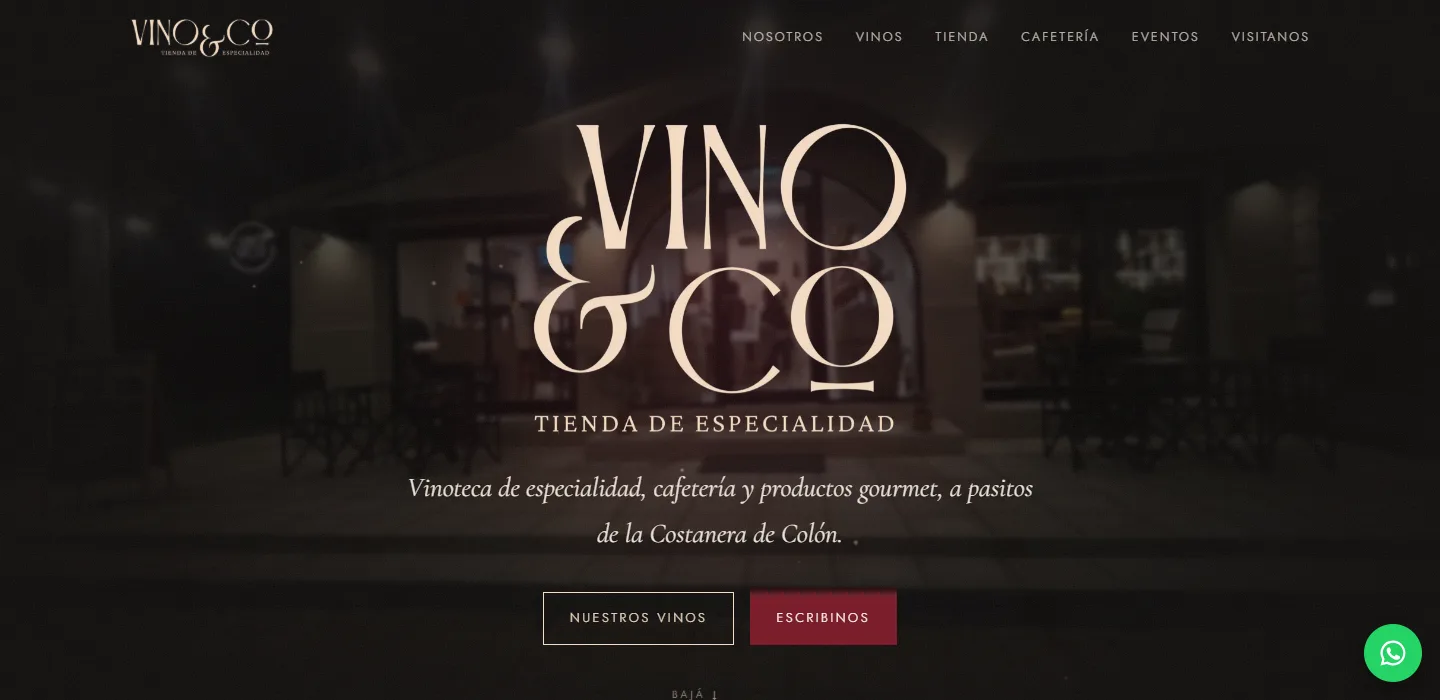 VINO&CO
TIENDA DE ESPECIALIDAD
NOSOTROS
VINOS
TIENDA
CAFETERÍA
EVENTOS
VISITANOS
VINO
&CO
TIENDA DE ESPECIALIDAD
Vinoteca de especialidad, cafetería y productos gourmet, a pasitos
de la Costanera de Colón.
NUESTROS VINOS
ESCRIBINOS
BAJÁ ↓